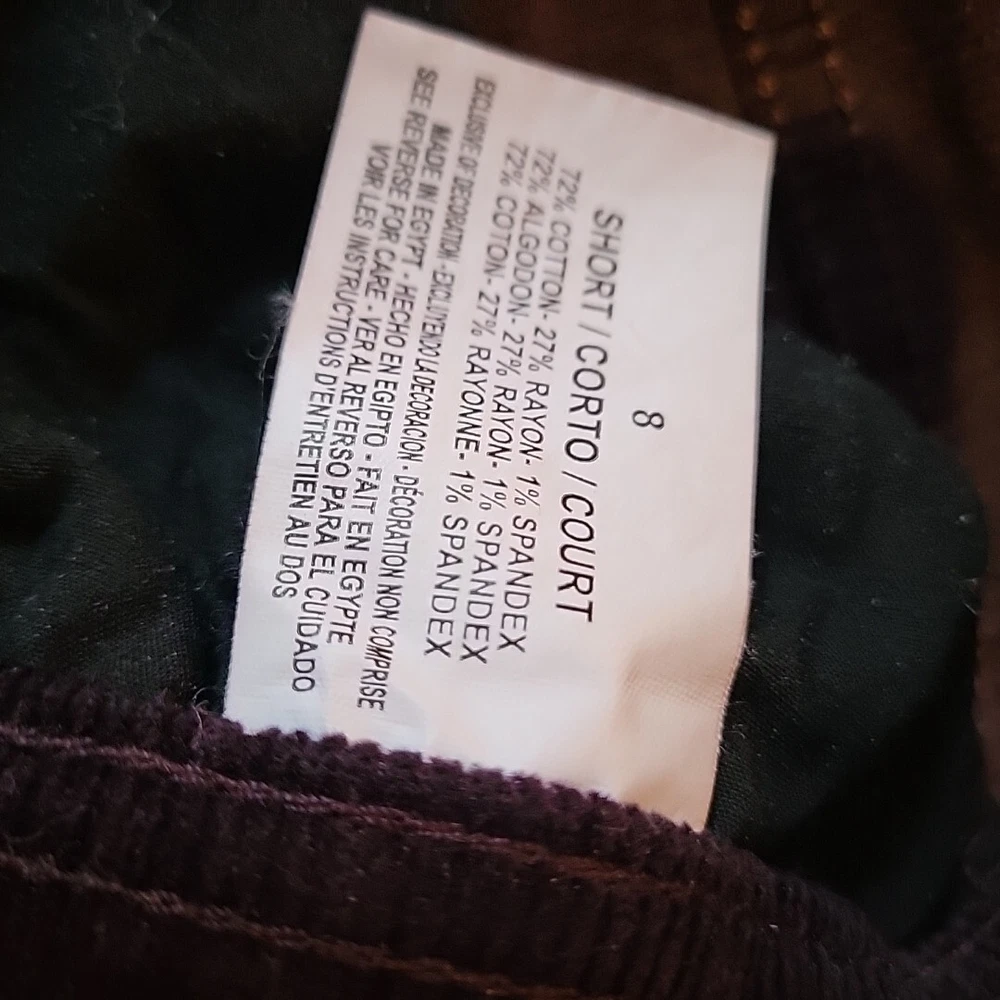 8
SHORT / CORTO / COURT
72% COTTON- 27% RAYON- 1% SPANDEX
72% ALGODON- 27% RAYON- 1% SPANDEX
72% COTON- 27% RAYONNE- 1% SPANDEX
EXCLUSIVE OF DECORATION - EXCLUYENDO LA DECORACION - DÉCORATION NON COMPRISE
MADE IN EGYPT - HECHO EN EGIPTO - FAIT EN EGYPTE
SEE REVERSE FOR CARE - VER AL REVERSO PARA EL CUIDADO
VOIR LES INSTRUCTIONS D'ENTRETIEN AU DOS